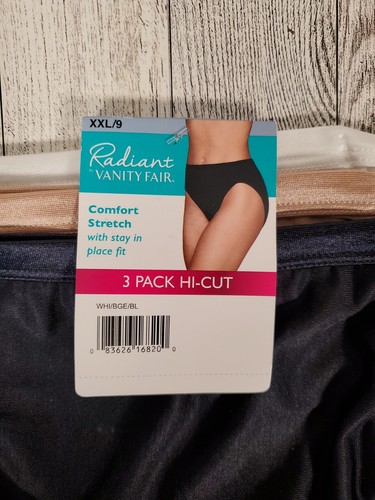 XXL/9
Radiant
BY VANITY FAIR.
Comfort
Stretch
with stay in
place fit
3 PACK HI-CUT
WHI/BGE/BL
0 83626 16820 0